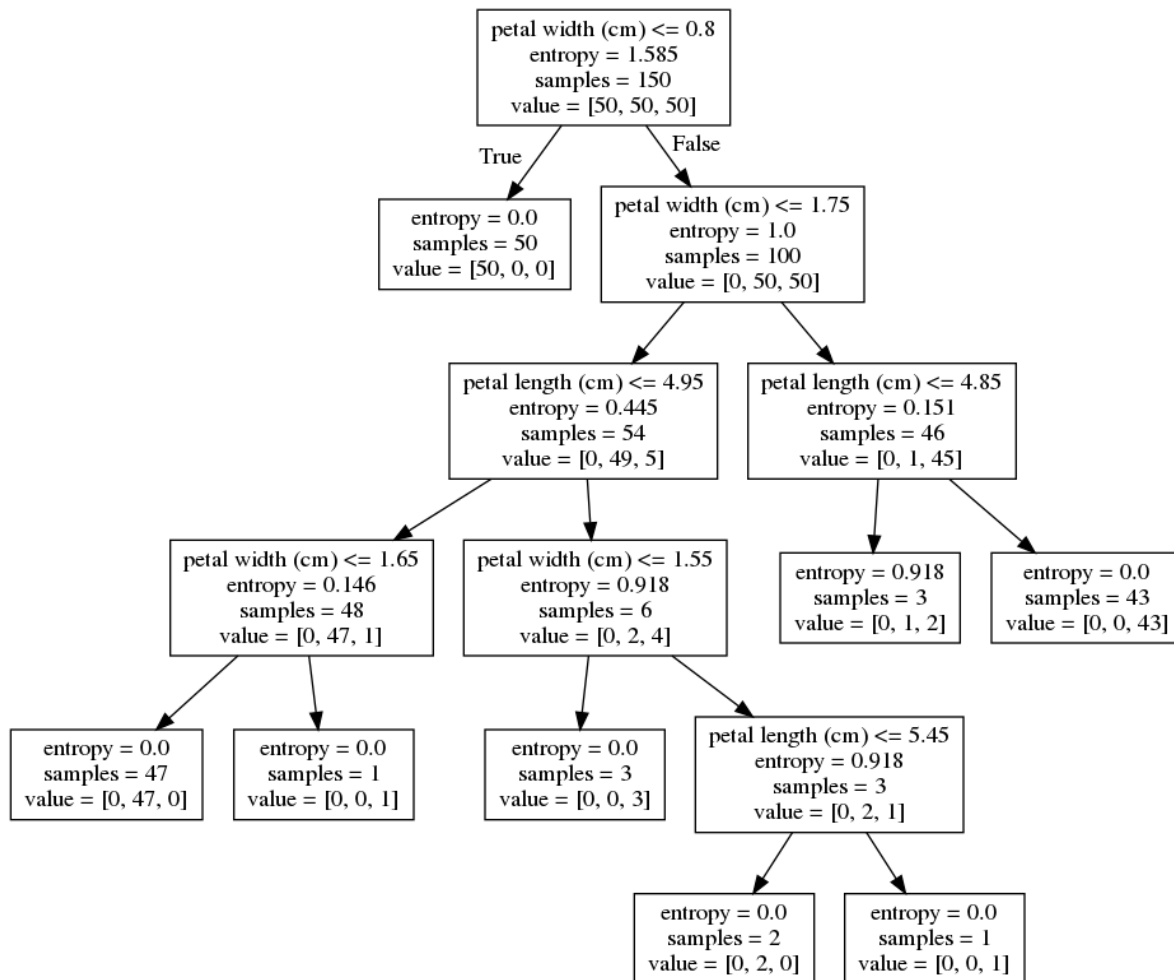 petal width (cm) <= 0.8
entropy = 1.585
samples = 150
value = [50, 50, 50]
True
False
entropy = 0.0
samples = 50
value = [50, 0, 0]
petal width (cm) <= 1.75
entropy = 1.0
samples = 100
value = [0, 50, 50]
petal length (cm) <= 4.95
entropy = 0.445
samples = 54
value = [0, 49, 5]
petal length (cm) <= 4.85
entropy = 0.151
samples = 46
value = [0, 1, 45]
petal width (cm) <= 1.65
entropy = 0.146
samples = 48
value = [0, 47, 1]
petal width (cm) <= 1.55
entropy = 0.918
samples = 6
value = [0, 2, 4]
entropy = 0.918
samples = 3
value = [0, 1, 2]
entropy = 0.0
samples = 43
value = [0, 0, 43]
entropy = 0.0
samples = 47
value = [0, 47, 0]
entropy = 0.0
samples = 1
value = [0, 0, 1]
entropy = 0.0
samples = 3
value = [0, 0, 3]
petal length (cm) <= 5.45
entropy = 0.918
samples = 3
value = [0, 2, 1]
entropy = 0.0
samples = 2
value = [0, 2, 0]
entropy = 0.0
samples = 1
value = [0, 0, 1]